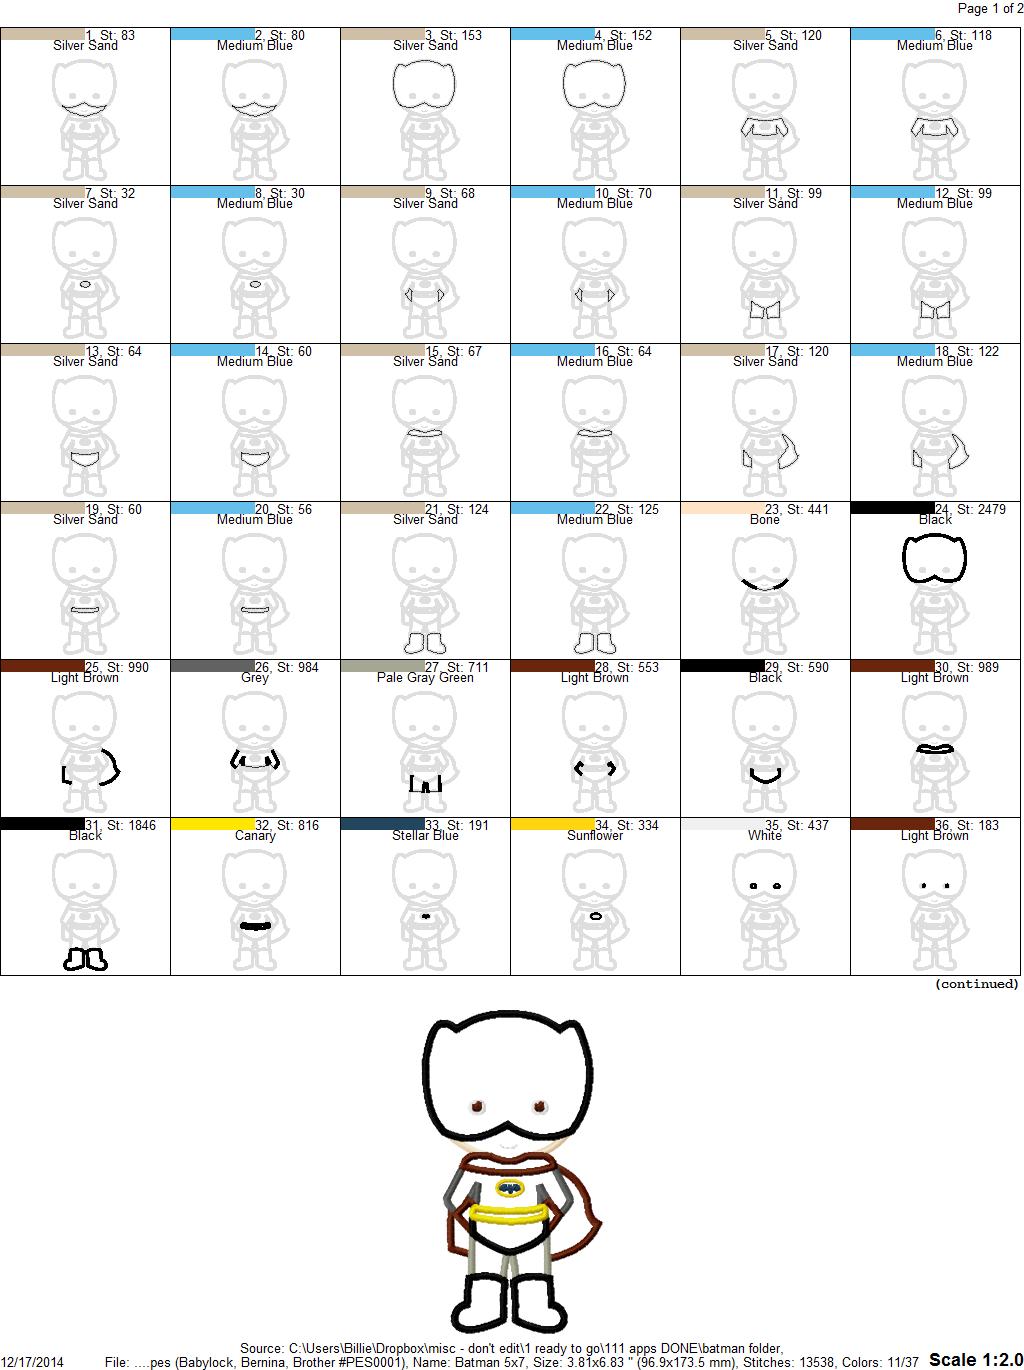 Page 1 of 2
1, St: 83
Silver Sand
2, St: 80
Medium Blue
3, St: 153
Silver Sand
4, St: 152
Medium Blue
5, St: 120
Silver Sand
6, St: 118
Medium Blue
7, St: 32
Silver Sand
8, St: 30
Medium Blue
9, St: 68
Silver Sand
10, St: 70
Medium Blue
11, St: 99
Silver Sand
12, St: 99
Medium Blue
13, St: 64
Silver Sand
14, St: 60
Medium Blue
15, St: 67
Silver Sand
16, St: 64
Medium Blue
17, St: 120
Silver Sand
18, St: 122
Medium Blue
19, St: 60
Silver Sand
20, St: 56
Medium Blue
21, St: 124
Silver Sand
22, St: 125
Medium Blue
23, St: 441
Bone
24, St: 2479
Black
25, St: 990
Light Brown
26, St: 984
Grey
27, St: 711
Pale Gray Green
28, St: 553
Light Brown
29, St: 590
Black
30, St: 989
Light Brown
31, St: 1846
Black
32, St: 816
Canary
33, St: 191
Stellar Blue
34, St: 334
Sunflower
35, St: 437
White
36, St: 183
Light Brown
(continued)
Source: C:\Users\Billie\Dropbox\misc - don't edit\1 ready to go\111 apps DONE\batman folder,
12/17/2014 File: ....pes (Babylock, Bernina, Brother #PES0001), Name: Batman 5x7, Size: 3.81x6.83 " (96.9x173.5 mm), Stitches: 13538, Colors: 11/37 Scale 1:2.0